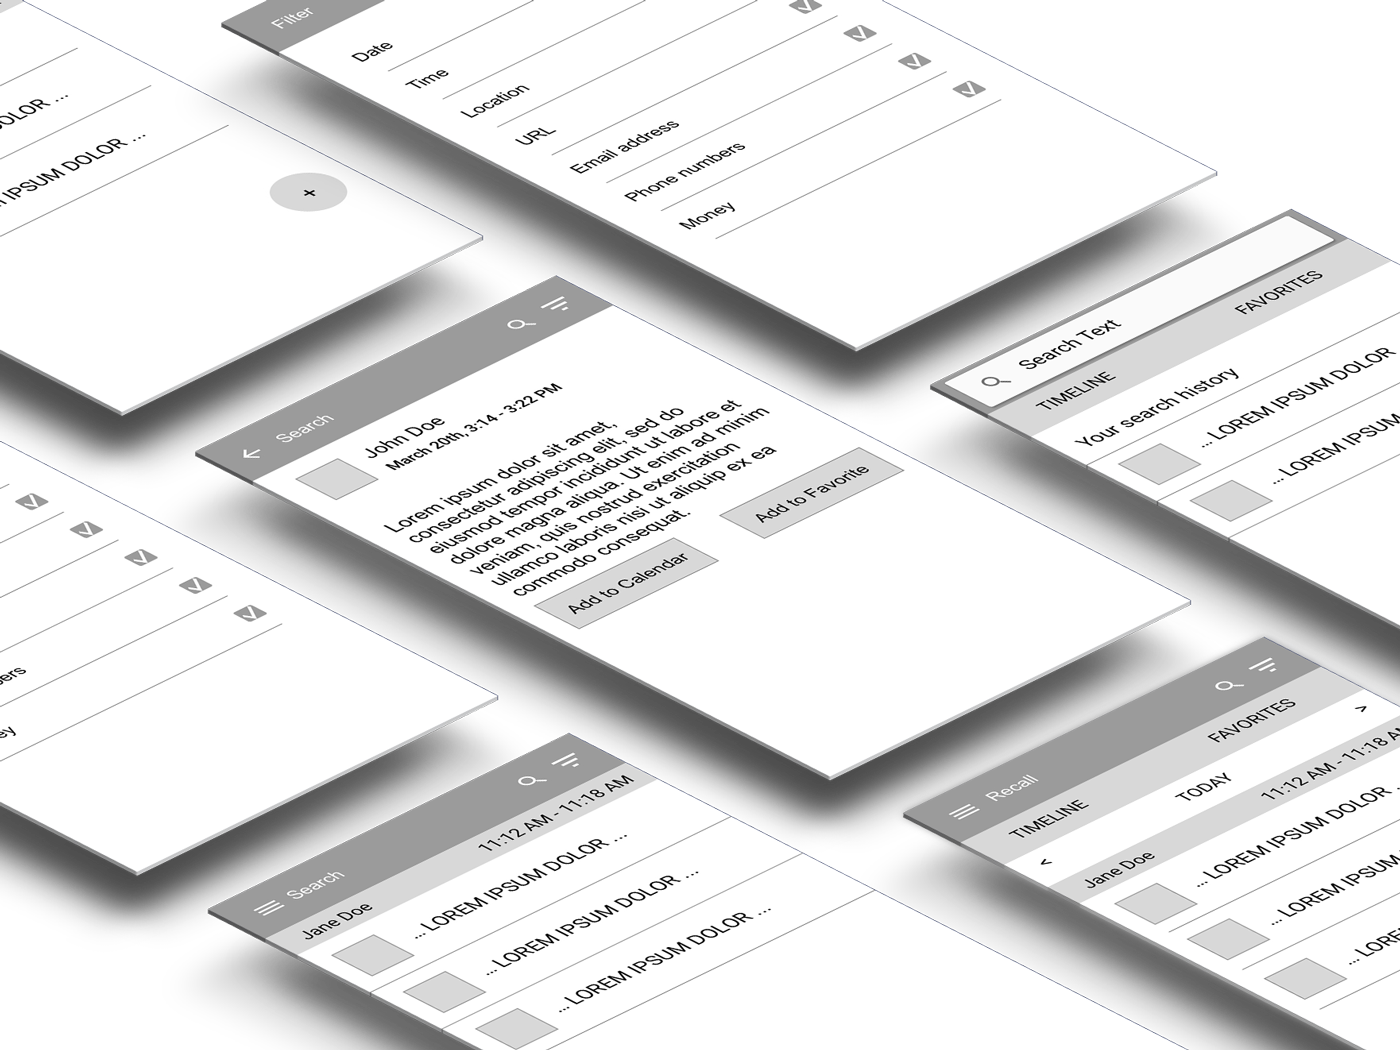 OLOR ...
IPSUM DOLOR ...
+
Filter
Date
Time
Location
URL
Email address
Phone numbers
Money
Search Text
TIMELINE
FAVORITES
Your search history
... LOREM IPSUM DOLOR
... LOREM IPSUM
Search
John Doe
March 20th, 3:14 - 3:22 PM
Lorem ipsum dolor sit amet,
consectetur adipiscing elit, sed do
eiusmod tempor incididunt ut labore et
dolore magna aliqua. Ut enim ad minim
veniam, quis nostrud exercitation
ullamco laboris nisi ut aliquip ex ea
commodo consequat.
Add to Calendar
Add to Favorite
ers
ey
Search
Jane Doe
11:12 AM - 11:18 AM
... LOREM IPSUM DOLOR ...
... LOREM IPSUM DOLOR ...
... LOREM IPSUM DOLOR ...
Recall
TIMELINE
FAVORITES
<
TODAY
>
Jane Doe
11:12 AM - 11:18 AM
... LOREM IPSUM DOLOR
... LOREM IPSUM
... LOREM